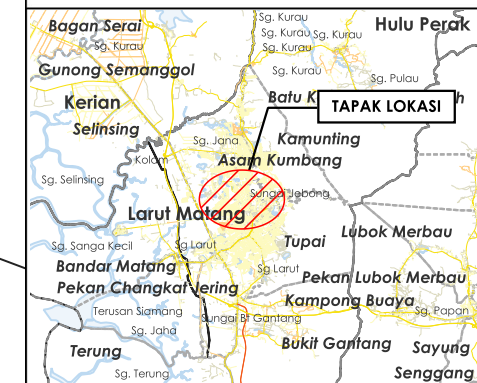 Sg. Kurau
Hulu Perak
Bagan Serai
Sg. Kurau Sg. Kurau
Sg. Kurau
Sg. Kurau
Gunong Semanggol
Sg. Kurau
Sg. Pulau
Kerian
Batu
TAPAK LOKASI
Selinsing
Sg. Jana
Kamunting
Kolam
Asam Kumbang
Sg. Selinsing
Sungai Jebong
Larut Matang
Lubok Merbau
Sg. Sanga Kecil
Sg Larut
Tupai
Bandar Matang
Sg Larut
Pekan Lubok Merbau
Pekan Changkat Jering
Kampong Buaya
Terusan Siamang
Sungai Bt Gantang
Sg. Papan
Sg. Jaha
Terung
Bukit Gantang
Sayung
Sg. Terung
Senggang